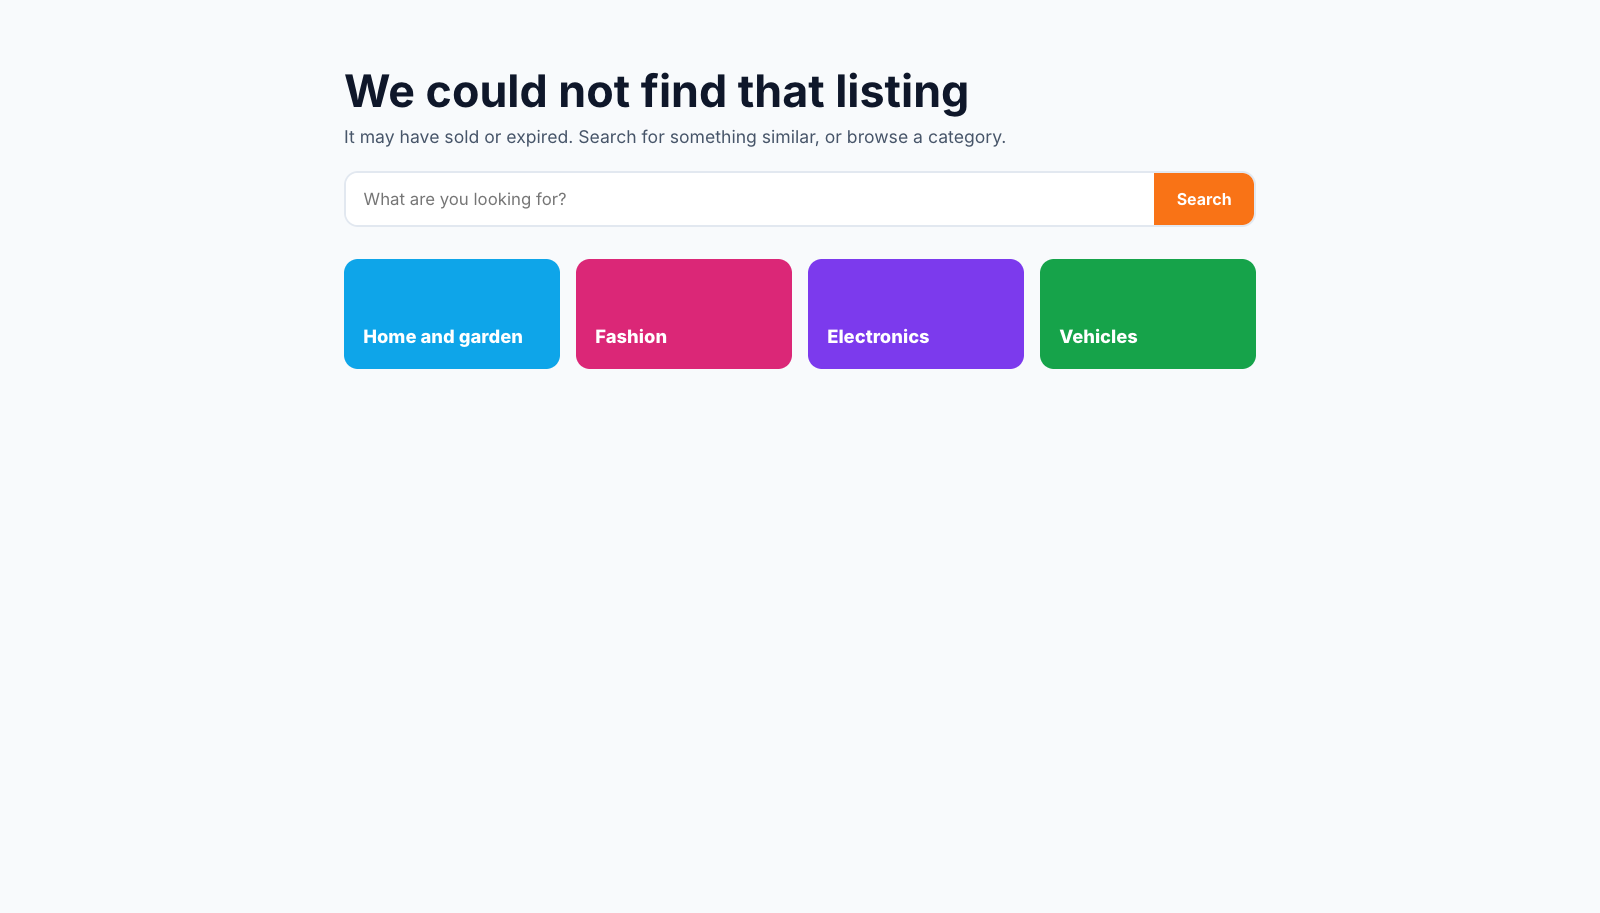 We could not find that listing
It may have sold or expired. Search for something similar, or browse a category.
What are you looking for?
Search
Home and garden
Fashion
Electronics
Vehicles